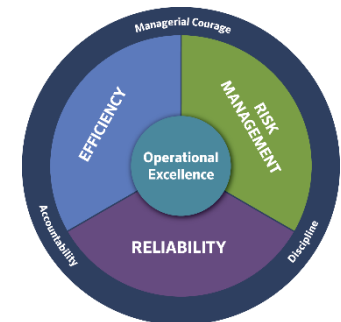 Managerial Courage
EFFICIENCY
RISK
MANAGEMENT
Operational
Excellence
RELIABILITY
Accountability
Discipline